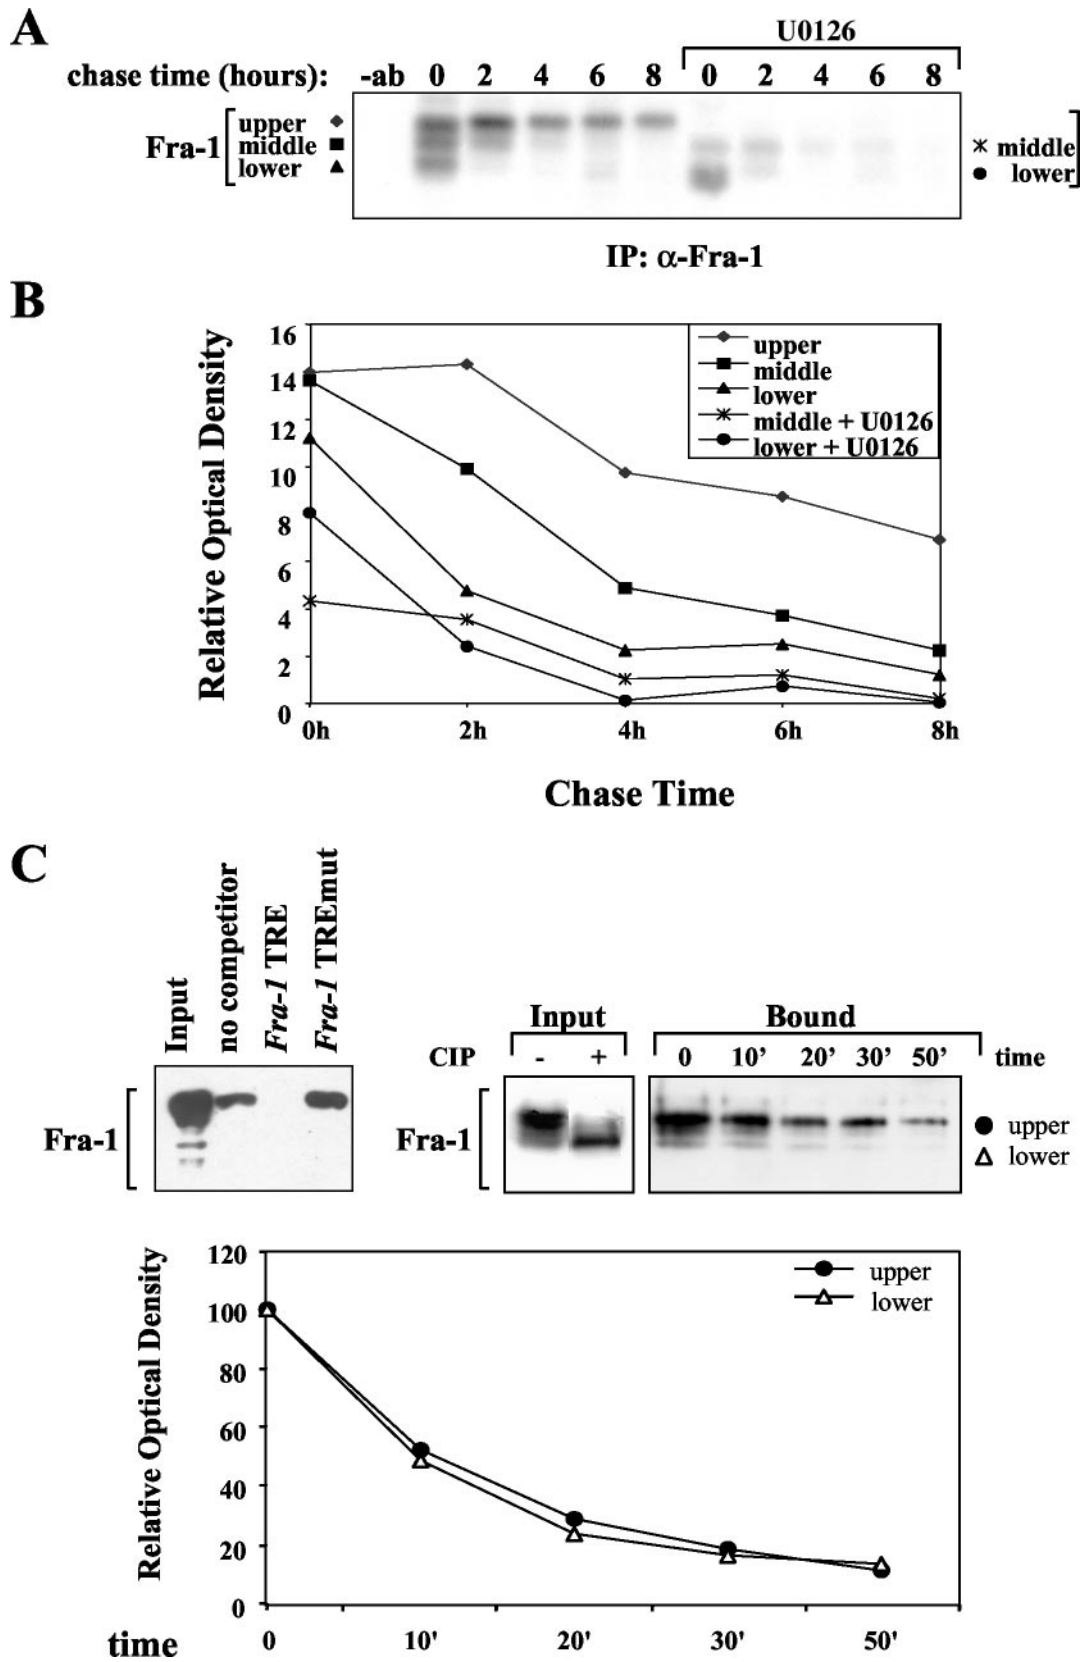 A
U0126
chase time (hours): -ab 0 2 4 6 8 0 2 4 6 8
Fra-1
upper
middle
lower
middle
lower
IP: α-Fra-1
B
Relative Optical Density
16
14
12
10
8
6
4
2
0
upper
middle
lower
middle + U0126
lower + U0126
0h 2h 4h 6h 8h
Chase Time
C
Input
no competitor
Fra-1 TRE
Fra-1 TREmut
Fra-1
Input
Bound
CIP - + 0 10’ 20’ 30’ 50’ time
Fra-1
upper
lower
Relative Optical Density
120
100
80
60
40
20
0
upper
lower
time 0 10' 20' 30' 50'